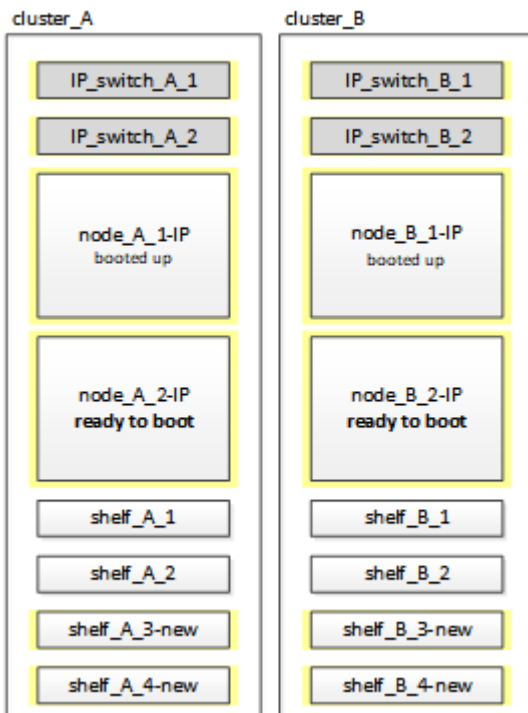 cluster_A
IP_switch_A_1
IP_switch_A_2
node_A_1-IP
booted up
node_A_2-IP
ready to boot
shelf_A_1
shelf_A_2
shelf_A_3-new
shelf_A_4-new
cluster_B
IP_switch_B_1
IP_switch_B_2
node_B_1-IP
booted up
node_B_2-IP
ready to boot
shelf_B_1
shelf_B_2
shelf_B_3-new
shelf_B_4-new